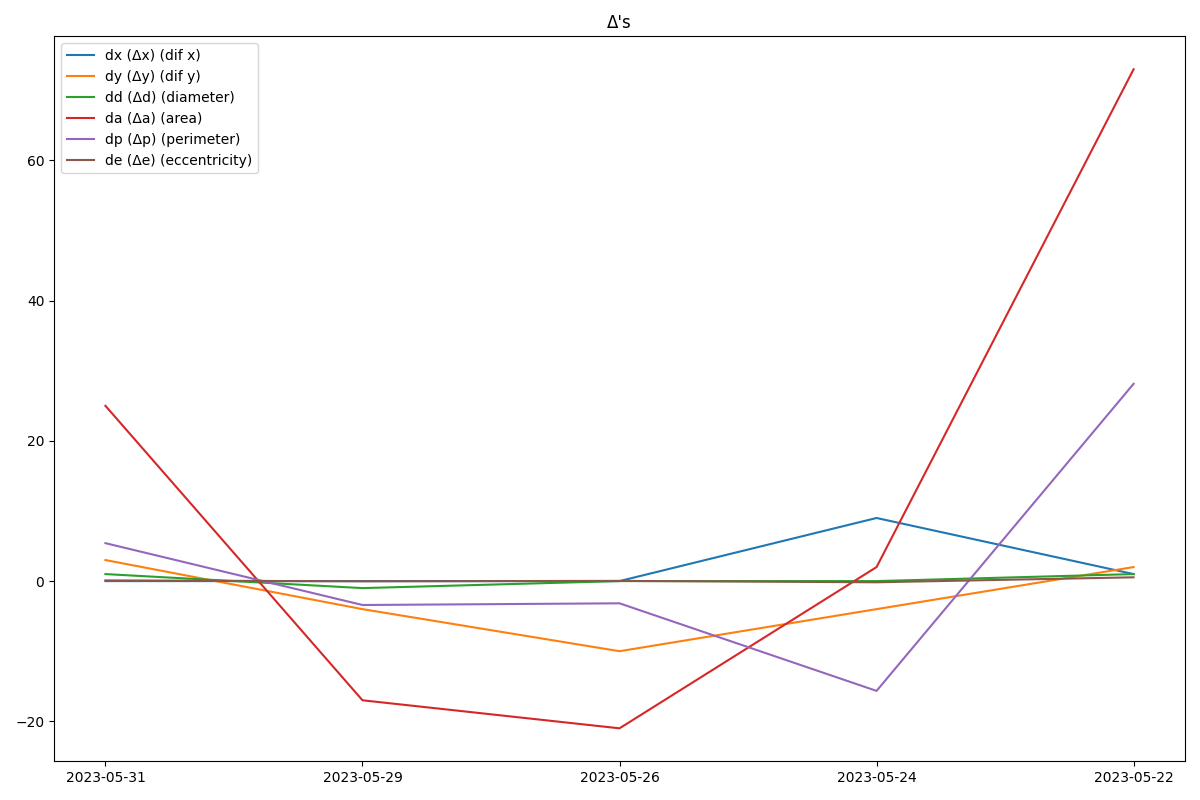 Δ's
dx (Δx) (dif x)
dy (Δy) (dif y)
dd (Δd) (diameter)
da (Δa) (area)
dp (Δp) (perimeter)
de (Δe) (eccentricity)
60
40
20
0
−20
2023-05-31 2023-05-29 2023-05-26 2023-05-24 2023-05-22